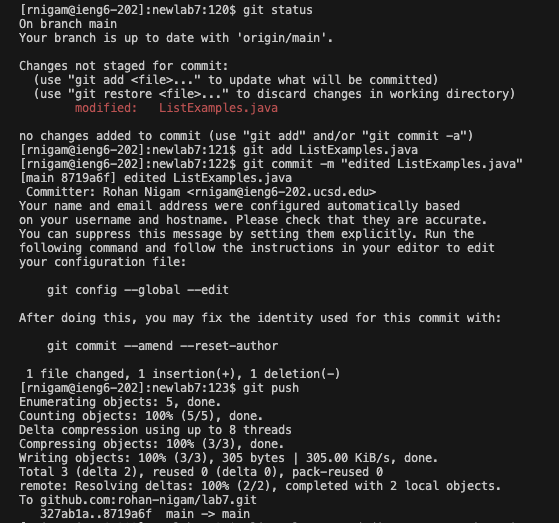 [rnigam@ieng6-202]:newlab7:120$ git status
On branch main
Your branch is up to date with 'origin/main'.
Changes not staged for commit:
(use "git add <file>..." to update what will be committed)
(use "git restore <file>..." to discard changes in working directory)
modified: ListExamples.java
no changes added to commit (use "git add" and/or "git commit -a")
[rnigam@ieng6-202]:newlab7:121$ git add ListExamples.java
[rnigam@ieng6-202]:newlab7:122$ git commit -m "edited ListExamples.java"
[main 8719a6f] edited ListExamples.java
Committer: Rohan Nigam <rnigam@ieng6-202.ucsd.edu>
Your name and email address were configured automatically based
on your username and hostname. Please check that they are accurate.
You can suppress this message by setting them explicitly. Run the
following command and follow the instructions in your editor to edit
your configuration file:
git config --global --edit
After doing this, you may fix the identity used for this commit with:
git commit --amend --reset-author
1 file changed, 1 insertion(+), 1 deletion(-)
[rnigam@ieng6-202]:newlab7:123$ git push
Enumerating objects: 5, done.
Counting objects: 100% (5/5), done.
Delta compression using up to 8 threads
Compressing objects: 100% (3/3), done.
Writing objects: 100% (3/3), 305 bytes | 305.00 KiB/s, done.
Total 3 (delta 2), reused 0 (delta 0), pack-reused 0
remote: Resolving deltas: 100% (2/2), completed with 2 local objects.
To github.com:rohan-nigam/lab7.git
327ab1a..8719a6f main -> main